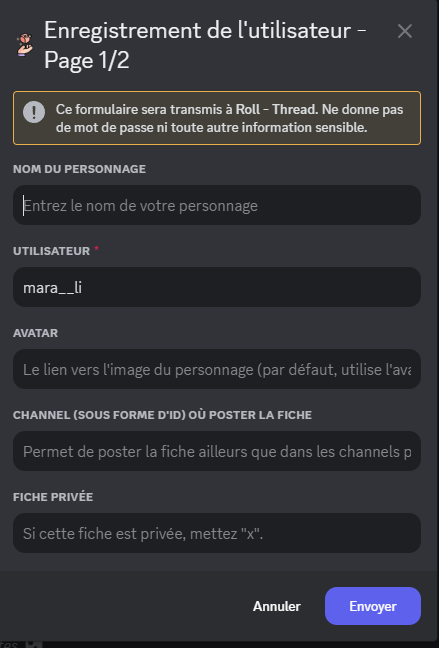 Enregistrement de l'utilisateur -
Page 1/2
Ce formulaire sera transmis à Roll - Thread. Ne donne pas
de mot de passe ni toute autre information sensible.
NOM DU PERSONNAGE
Entrez le nom de votre personnage
UTILISATEUR *
mara__li
AVATAR
Le lien vers l'image du personnage (par défaut, utilise l'ava
CHANNEL (SOUS FORME D'ID) OÙ POSTER LA FICHE
Permet de poster la fiche ailleurs que dans les channels p
FICHE PRIVÉE
Si cette fiche est privée, mettez "x".
Annuler
Envoyer